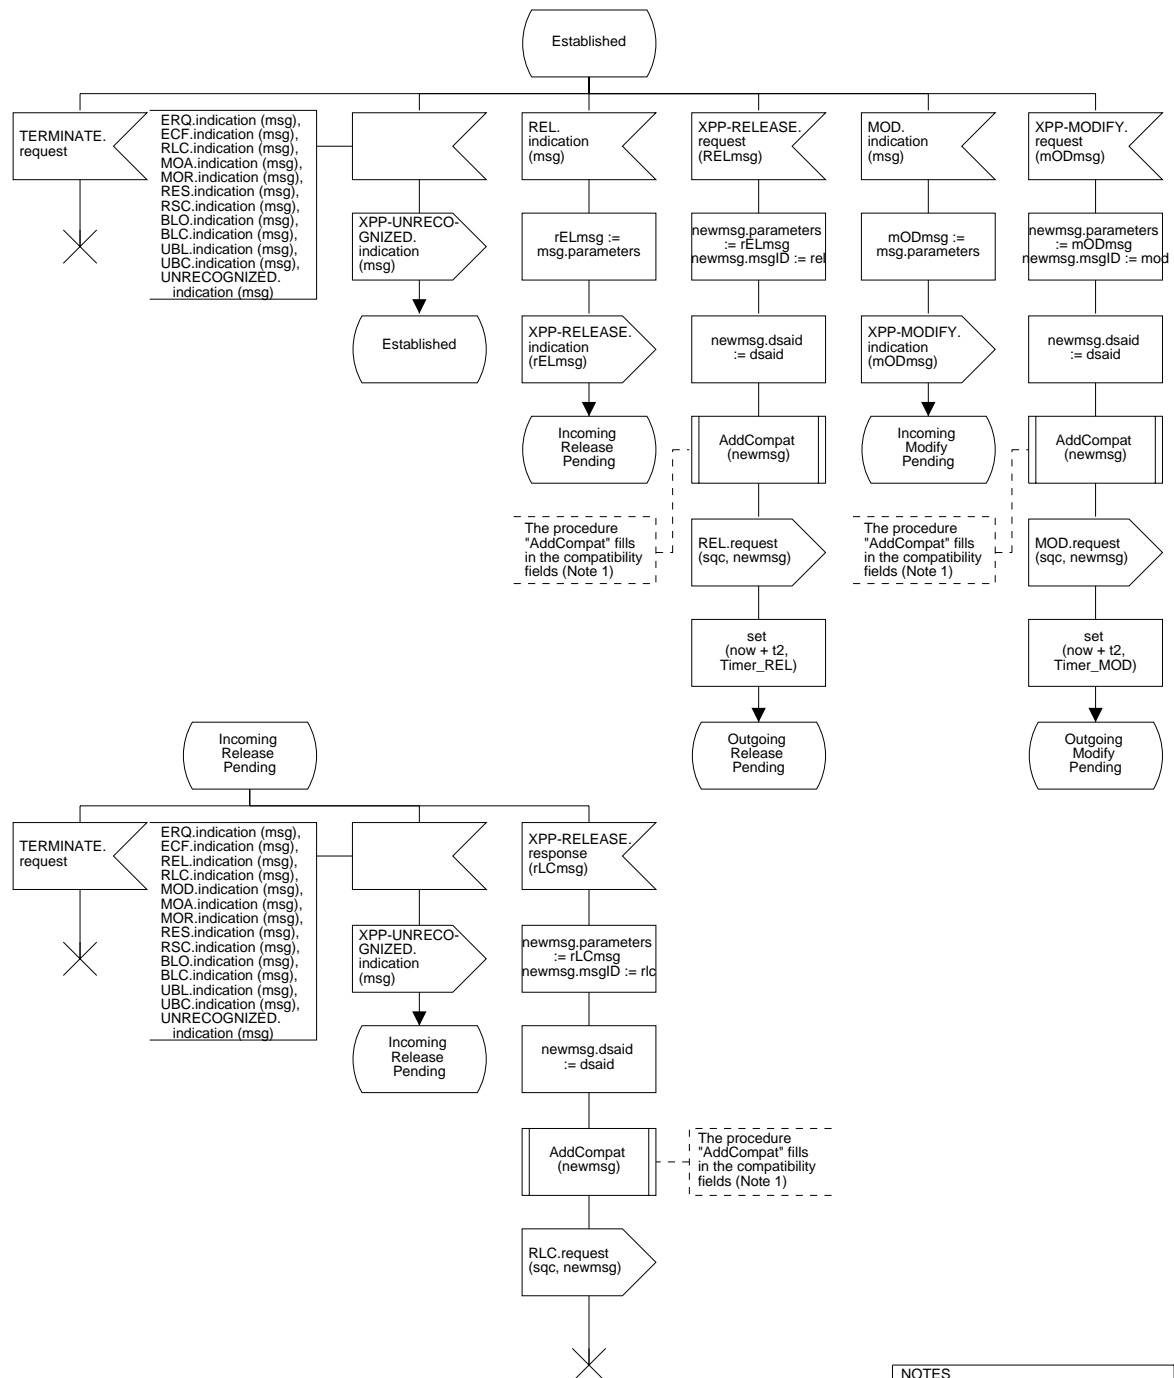 Established
TERMINATE.
request
ERQ.indication (msg),
ECF.indication (msg),
RLC.indication (msg),
MOA.indication (msg),
MOR.indication (msg),
RES.indication (msg),
RSC.indication (msg),
BLO.indication (msg),
BLC.indication (msg),
UBL.indication (msg),
UBC.indication (msg),
UNRECOGNIZED.
indication (msg)
XPP-UNRECO-
GNIZED.
indication
(msg)
Established
REL.
indication
(msg)
rELmsg :=
msg.parameters
XPP-RELEASE.
indication
(rELmsg)
Incoming
Release
Pending
XPP-RELEASE.
request
(RELmsg)
newmsg.parameters
:= rELmsg
newmsg.msgID := rel
newmsg.dsaid
:= dsaid
AddCompat
(newmsg)
The procedure
"AddCompat" fills
in the compatibility
fields (Note 1)
REL.request
(sqc, newmsg)
set
(now + t2,
Timer_REL)
Outgoing
Release
Pending
MOD.
indication
(msg)
mODmsg :=
msg.parameters
XPP-MODIFY.
indication
(mODmsg)
Incoming
Modify
Pending
XPP-MODIFY.
request
(mODmsg)
newmsg.parameters
:= mODmsg
newmsg.msgID := mod
newmsg.dsaid
:= dsaid
AddCompat
(newmsg)
The procedure
"AddCompat" fills
in the compatibility
fields (Note 1)
MOD.request
(sqc, newmsg)
set
(now + t2,
Timer_MOD)
Outgoing
Modify
Pending
Incoming
Release
Pending
TERMINATE.
request
ERQ.indication (msg),
ECF.indication (msg),
REL.indication (msg),
RLC.indication (msg),
MOD.indication (msg),
MOA.indication (msg),
MOR.indication (msg),
RES.indication (msg),
RSC.indication (msg),
BLO.indication (msg),
BLC.indication (msg),
UBL.indication (msg),
UBC.indication (msg),
UNRECOGNIZED.
indication (msg)
XPP-UNRECO-
GNIZED.
indication
(msg)
Incoming
Release
Pending
XPP-RELEASE.
response
(rLCmsg)
newmsg.parameters
:= rLCmsg
newmsg.msgID := rlc
newmsg.dsaid
:= dsaid
AddCompat
(newmsg)
The procedure
"AddCompat" fills
in the compatibility
fields (Note 1)
RLC.request
(sqc, newmsg)
NOTES